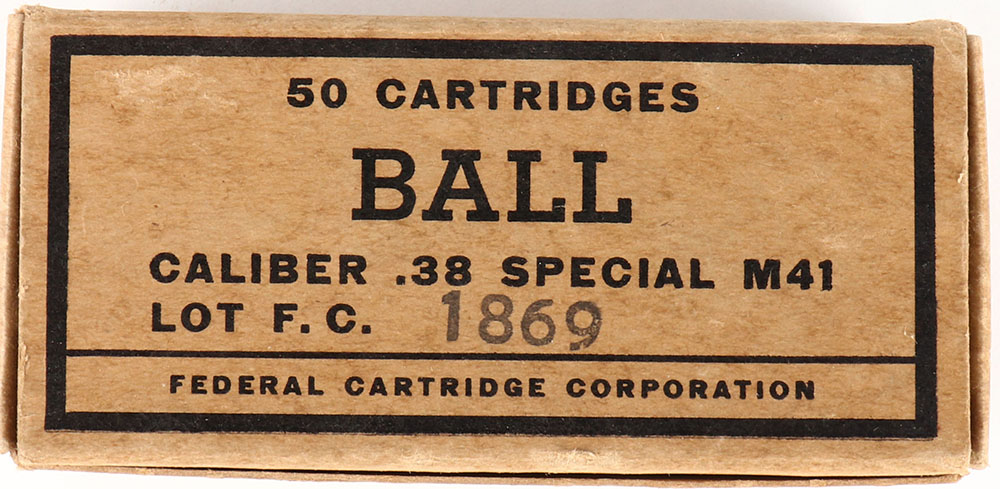 50 CARTRIDGES
BALL
CALIBER .38 SPECIAL M41
LOT F.C. 1869
FEDERAL CARTRIDGE CORPORATION